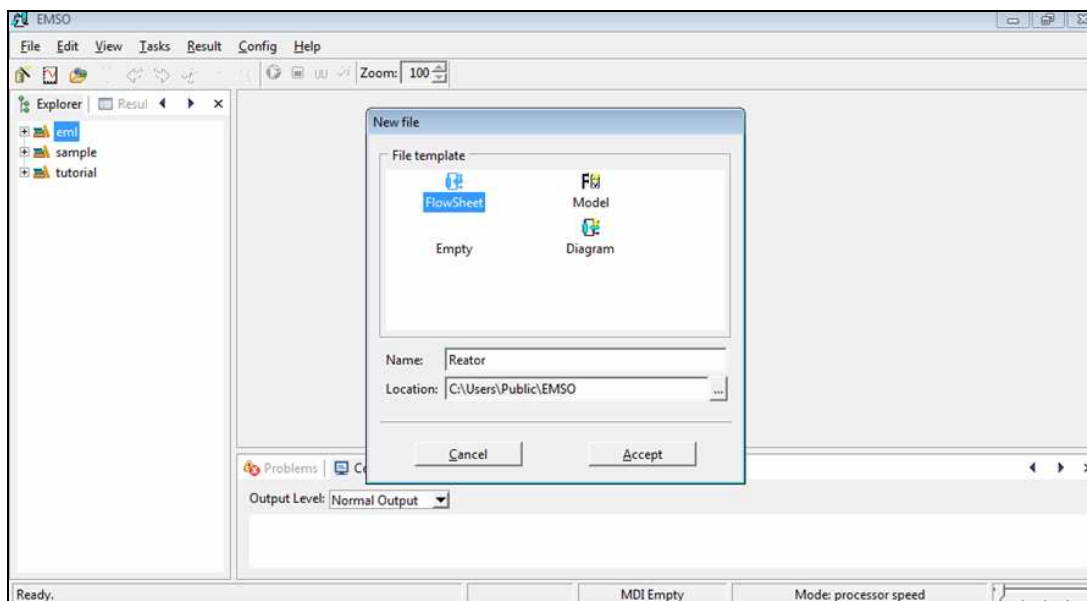 EMSO
File Edit View Tasks Result Config Help
Zoom: 100
Explorer Resul
eml
sample
tutorial
New file
File template
FlowSheet
Model
Empty
Diagram
Name: Reator
Location: C:\Users\Public\EMSO ...
Cancel Accept
Problems
Output Level: Normal Output
Ready. MDI Empty Mode: processor speed